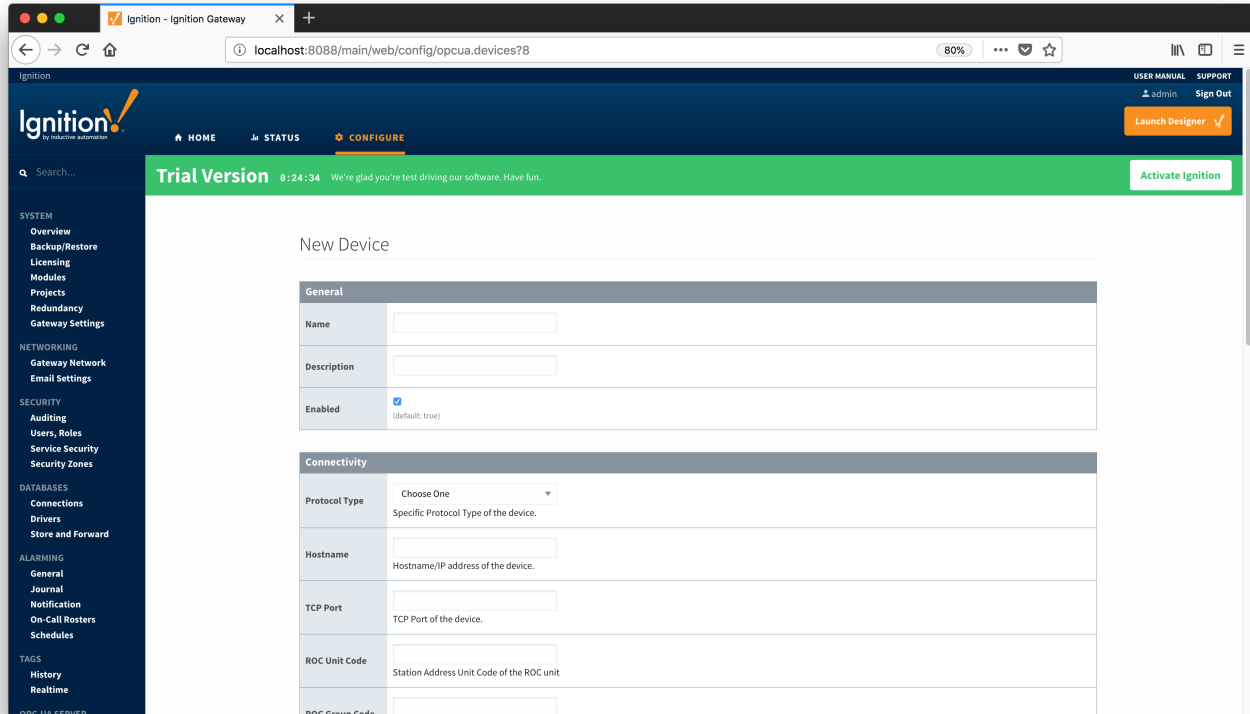 Ignition - Ignition Gateway
localhost:8088/main/web/config/opcua.devices?8
80%
Ignition
USER MANUAL SUPPORT
admin Sign Out
Ignition!
by inductive automation
HOME STATUS CONFIGURE
Launch Designer
Search...
Trial Version 0:24:34 We're glad you're test driving our software. Have fun.
Activate Ignition
SYSTEM
Overview
Backup/Restore
Licensing
Modules
Projects
Redundancy
Gateway Settings
NETWORKING
Gateway Network
Email Settings
SECURITY
Auditing
Users, Roles
Service Security
Security Zones
DATABASES
Connections
Drivers
Store and Forward
ALARMING
General
Journal
Notification
On-Call Rosters
Schedules
TAGS
History
Realtime
OPC-UA SERVER
New Device
General
Name
Description
Enabled
(default: true)
Connectivity
Protocol Type
Choose One
Specific Protocol Type of the device.
Hostname
Hostname/IP address of the device.
TCP Port
TCP Port of the device.
ROC Unit Code
Station Address Unit Code of the ROC unit
ROC Group Code